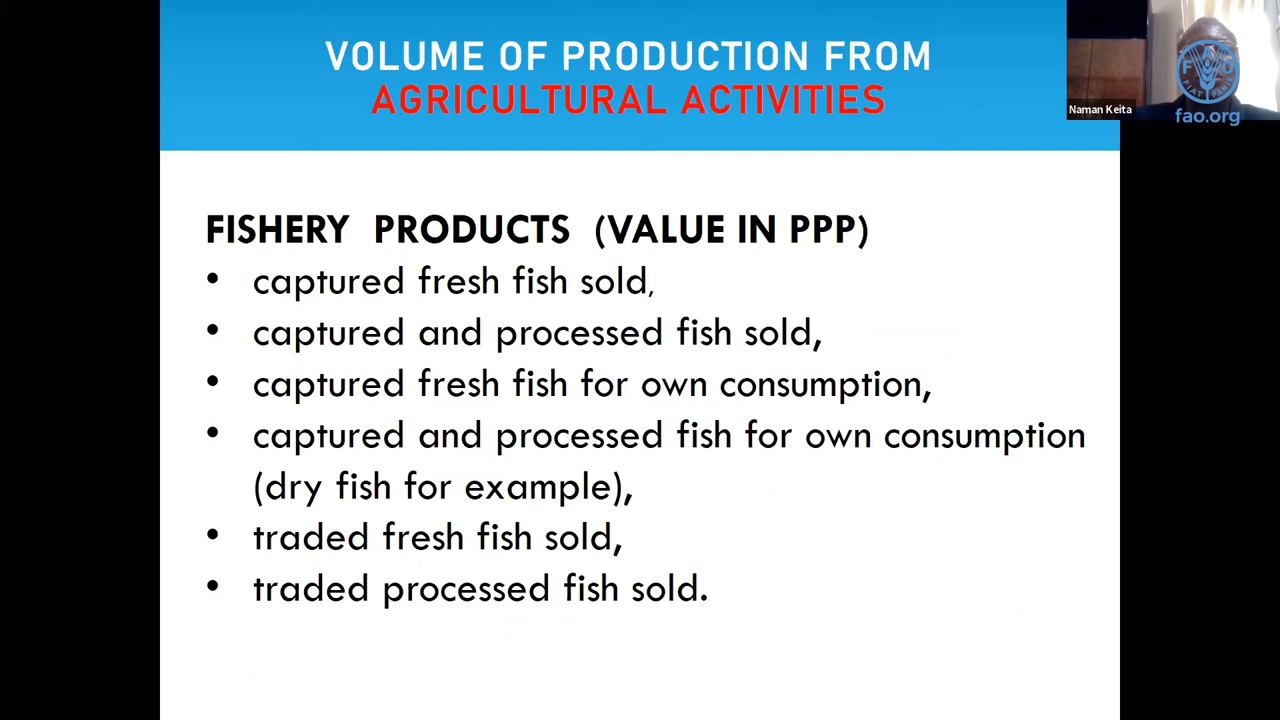 VOLUME OF PRODUCTION FROM
AGRICULTURAL ACTIVITIES
Naman Keita
F A O
FIAT PANIS
fao.org
FISHERY PRODUCTS (VALUE IN PPP)
• captured fresh fish sold,
• captured and processed fish sold,
• captured fresh fish for own consumption,
• captured and processed fish for own consumption
(dry fish for example),
• traded fresh fish sold,
• traded processed fish sold.